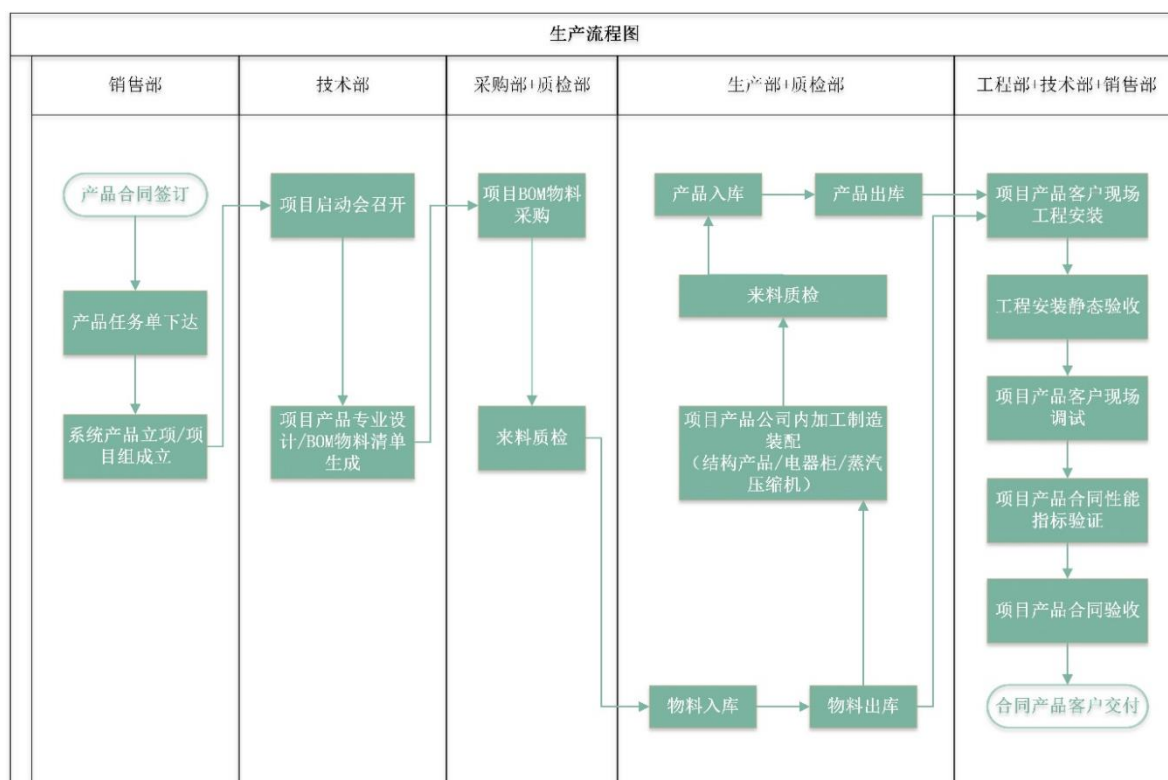 生产流程图
销售部
技术部
采购部+质检部
生产部+质检部
工程部+技术部+销售部
产品合同签订
产品任务单下达
系统产品立项/项
目组成立
项目启动会召开
项目产品专业设
计/BOM物料清单
生成
项目BOM物料
采购
来料质检
产品入库
产品出库
来料质检
项目产品公司内加工制造
装配
（结构产品/电器柜/蒸汽
压缩机）
物料入库
物料出库
项目产品客户现场
工程安装
工程安装静态验收
项目产品客户现场
调试
项目产品合同性能
指标验证
项目产品合同验收
合同产品客户交付